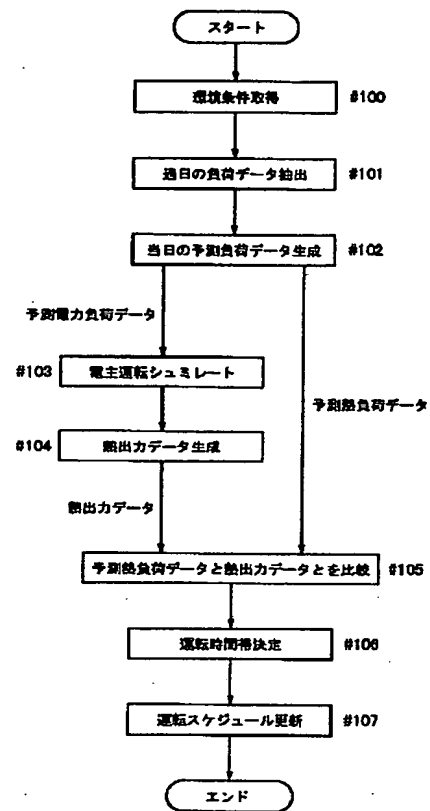 スタート
環境条件取得 #100
過日の負荷データ抽出 #101
当日の予測負荷データ生成 #102
予測電力負荷データ
#103 電主運転シュミレート
予測熱負荷データ
#104 熱出力データ生成
熱出力データ
予測熱負荷データと熱出力データとを比較 #105
運転時間帯決定 #106
運転スケジュール更新 #107
エンド